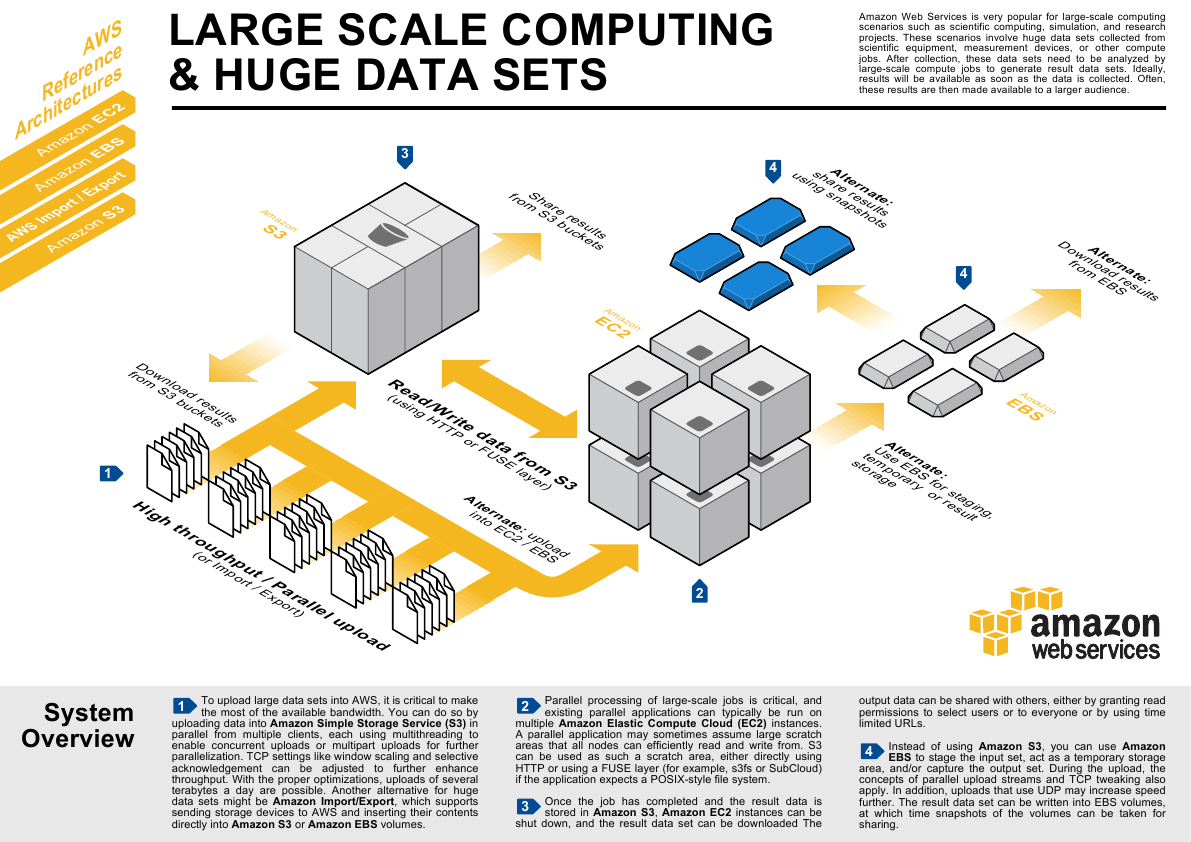 AWS
Reference
Architectures
Amazon EC2
Amazon EBS
AWS Import / Export
Amazon S3
LARGE SCALE COMPUTING
& HUGE DATA SETS
Amazon Web Services is very popular for large-scale computing
scenarios such as scientific computing, simulation, and research
projects. These scenarios involve huge data sets collected from
scientific equipment, measurement devices, or other compute
jobs. After collection, these data sets need to be analyzed by
large-scale compute jobs to generate result data sets. Ideally,
results will be available as soon as the data is collected. Often,
these results are then made available to a larger audience.
3
Amazon
S3
Share results
from S3 buckets
4
Alternate:
share results
using snapshots
4
Alternate:
Download results
from EBS
Amazon
EC2
Amazon
EBS
Download results
from S3 buckets
Read/Write data from S3
(using HTTP or FUSE layer)
Alternate:
Use EBS for staging,
temporary or result
storage
1
High throughput / Parallel upload
(or Import / Export)
Alternate: upload
into EC2 / EBS
2
amazon
web services
System
Overview
1 To upload large data sets into AWS, it is critical to make
the most of the available bandwidth. You can do so by
uploading data into Amazon Simple Storage Service (S3) in
parallel from multiple clients, each using multithreading to
enable concurrent uploads or multipart uploads for further
parallelization. TCP settings like window scaling and selective
acknowledgement can be adjusted to further enhance
throughput. With the proper optimizations, uploads of several
terabytes a day are possible. Another alternative for huge
data sets might be Amazon Import/Export, which supports
sending storage devices to AWS and inserting their contents
directly into Amazon S3 or Amazon EBS volumes.
2 Parallel processing of large-scale jobs is critical, and
existing parallel applications can typically be run on
multiple Amazon Elastic Compute Cloud (EC2) instances.
A parallel application may sometimes assume large scratch
areas that all nodes can efficiently read and write from. S3
can be used as such a scratch area, either directly using
HTTP or using a FUSE layer (for example, s3fs or SubCloud)
if the application expects a POSIX-style file system.
3 Once the job has completed and the result data is
stored in Amazon S3, Amazon EC2 instances can be
shut down, and the result data set can be downloaded The
output data can be shared with others, either by granting read
permissions to select users or to everyone or by using time
limited URLs.
4 Instead of using Amazon S3, you can use Amazon
EBS to stage the input set, act as a temporary storage
area, and/or capture the output set. During the upload, the
concepts of parallel upload streams and TCP tweaking also
apply. In addition, uploads that use UDP may increase speed
further. The result data set can be written into EBS volumes,
at which time snapshots of the volumes can be taken for
sharing.